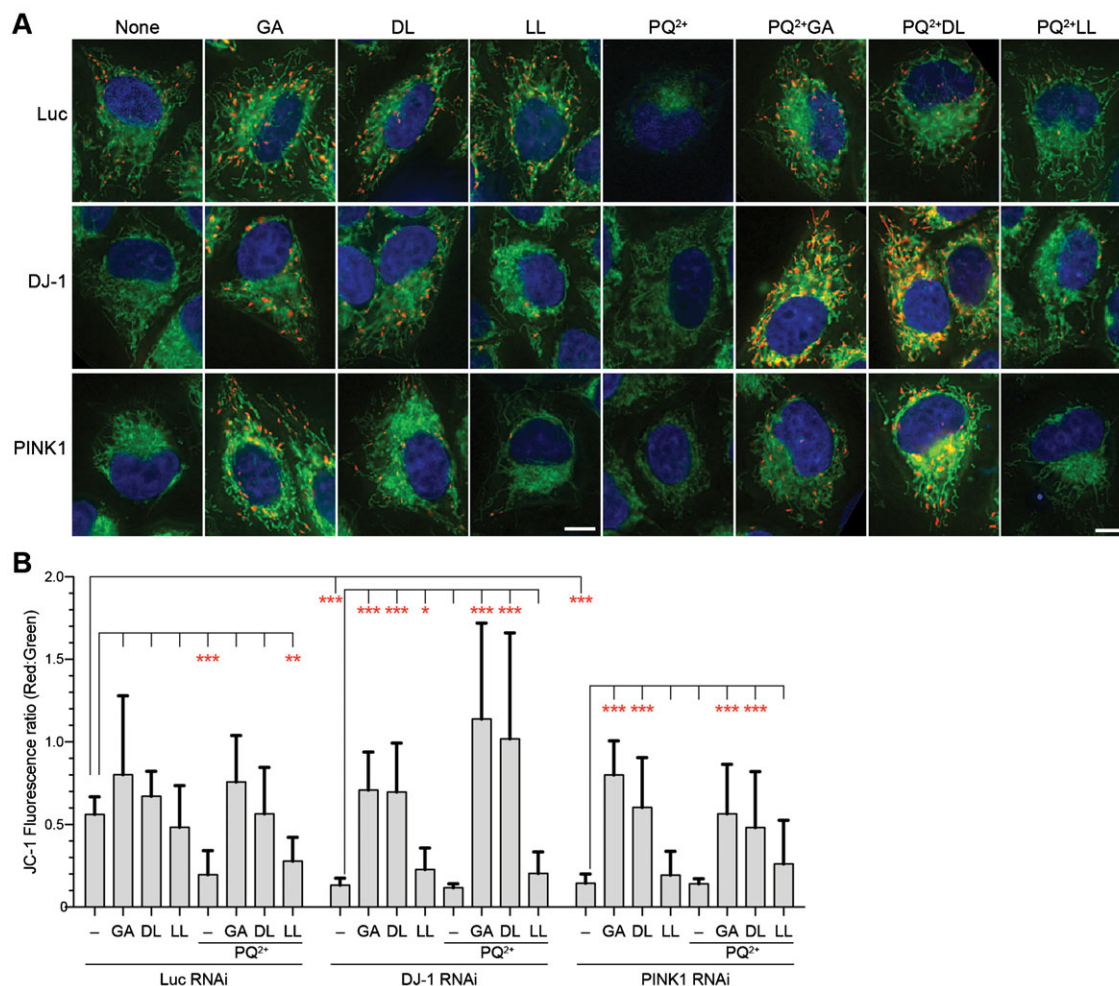 A
None GA DL LL PQ²⁺ PQ²⁺GA PQ²⁺DL PQ²⁺LL
Luc
DJ-1
PINK1
B
JC-1 Fluorescence ratio (Red:Green)
2.0
1.5
1.0
0.5
0
*** ***
*** *** * *** ***
*** **
*** *** *** ***
– GA DL LL – GA DL LL – GA DL LL – GA DL LL – GA DL LL – GA DL LL
PQ²⁺ PQ²⁺ PQ²⁺
Luc RNAi DJ-1 RNAi PINK1 RNAi